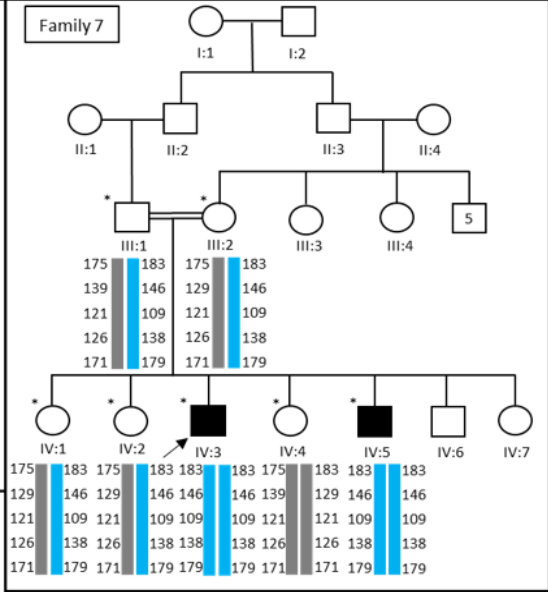 Family 7
I:1 I:2
II:1 II:2 II:3 II:4
* *
5
III:1 III:2 III:3 III:4
175 183 175 183
139 146 129 146
121 109 121 109
126 138 126 138
171 179 171 179
* * * * *
IV:1 IV:2 IV:3 IV:4 IV:5 IV:6 IV:7
175 183 175 183 183 183 175 183 183 183
129 146 129 146 146 146 139 129 146 146
121 109 121 109 109 109 121 121 109 109
126 138 126 138 138 138 126 126 138 138
171 179 171 179 179 179 171 171 179 179